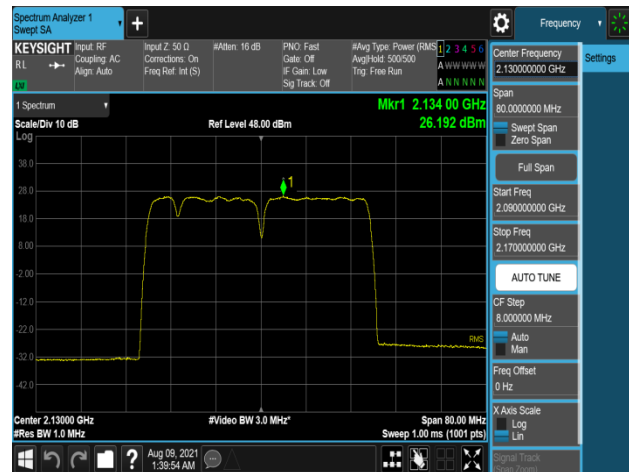 Spectrum Analyzer 1
Swept SA
+
Frequency
KEYSIGHT
RL
Input: RF
Coupling: AC
Align: Auto
Input Z: 50 Ω
Corrections: On
Freq Ref: Int (S)
#Atten: 16 dB
PNO: Fast
Gate: Off
IF Gain: Low
Sig Track: Off
#Avg Type: Power (RMS
Avg|Hold: 500/500
Trig: Free Run
1 2 3 4 5 6
A W W W W W
A N N N N N
Center Frequency
2.130000000 GHz
Settings
Span
80.0000000 MHz
Swept Span
Zero Span
Full Span
Start Freq
2.090000000 GHz
Stop Freq
2.170000000 GHz
AUTO TUNE
CF Step
8.000000 MHz
Auto
Man
Freq Offset
0 Hz
X Axis Scale
Log
Lin
Signal Track
(Span Zoom)
1 Spectrum
Scale/Div 10 dB
Ref Level 48.00 dBm
Mkr1 2.134 00 GHz
26.192 dBm
Log
38.0
28.0
18.0
8.00
-2.00
-12.0
-22.0
-32.0
-42.0
1
RMS
Center 2.13000 GHz
#Video BW 3.0 MHz*
Span 80.00 MHz
#Res BW 1.0 MHz
Sweep 1.00 ms (1001 pts)
?
Aug 09, 2021
1:39:54 AM